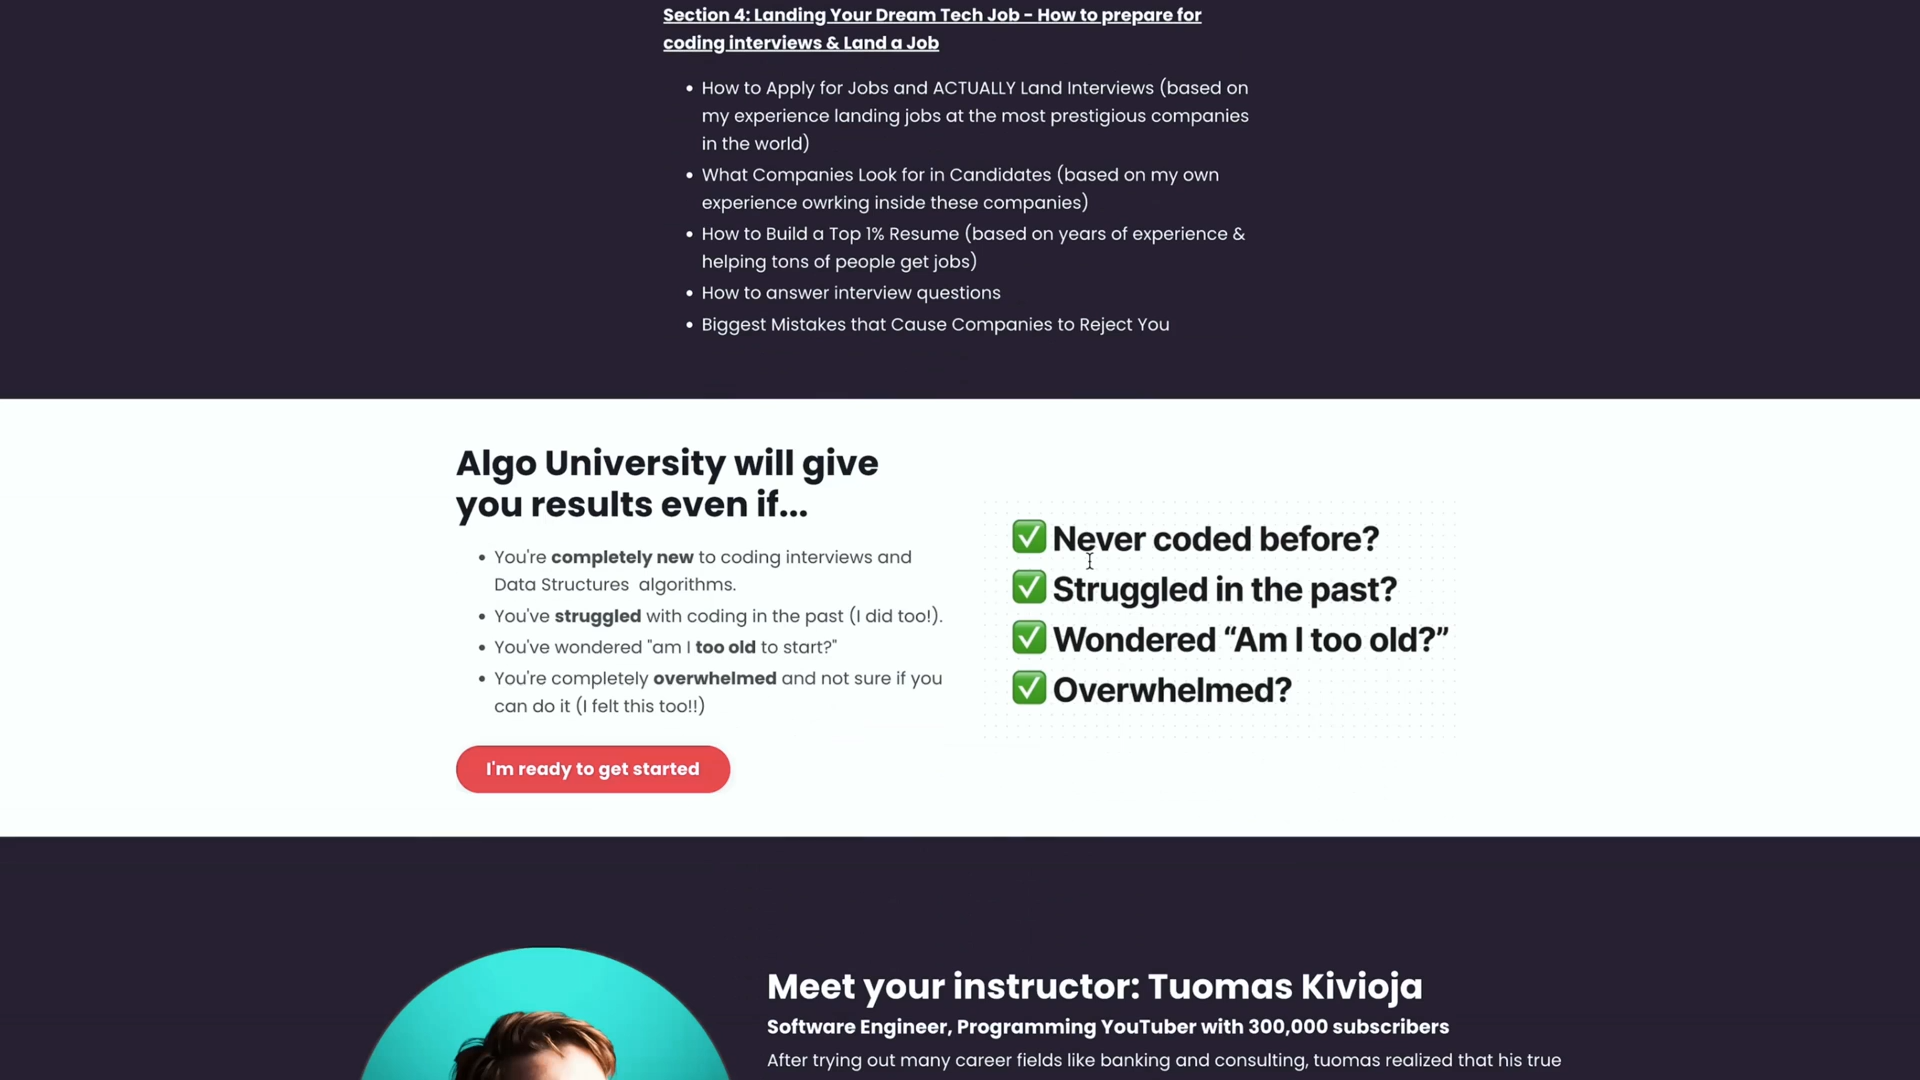 Section 4: Landing Your Dream Tech Job - How to prepare for
coding interviews & Land a Job
• How to Apply for Jobs and ACTUALLY Land Interviews (based on
my experience landing jobs at the most prestigious companies
in the world)
• What Companies Look for in Candidates (based on my own
experience owrking inside these companies)
• How to Build a Top 1% Resume (based on years of experience &
helping tons of people get jobs)
• How to answer interview questions
• Biggest Mistakes that Cause Companies to Reject You
Algo University will give
you results even if...
• You're completely new to coding interviews and
Data Structures algorithms.
• You've struggled with coding in the past (I did too!).
• You've wondered "am I too old to start?"
• You're completely overwhelmed and not sure if you
can do it (I felt this too!!)
I'm ready to get started
✅ Never coded before?
✅ Struggled in the past?
✅ Wondered “Am I too old?”
✅ Overwhelmed?
Meet your instructor: Tuomas Kivioja
Software Engineer, Programming YouTuber with 300,000 subscribers
After trying out many career fields like banking and consulting, tuomas realized that his true